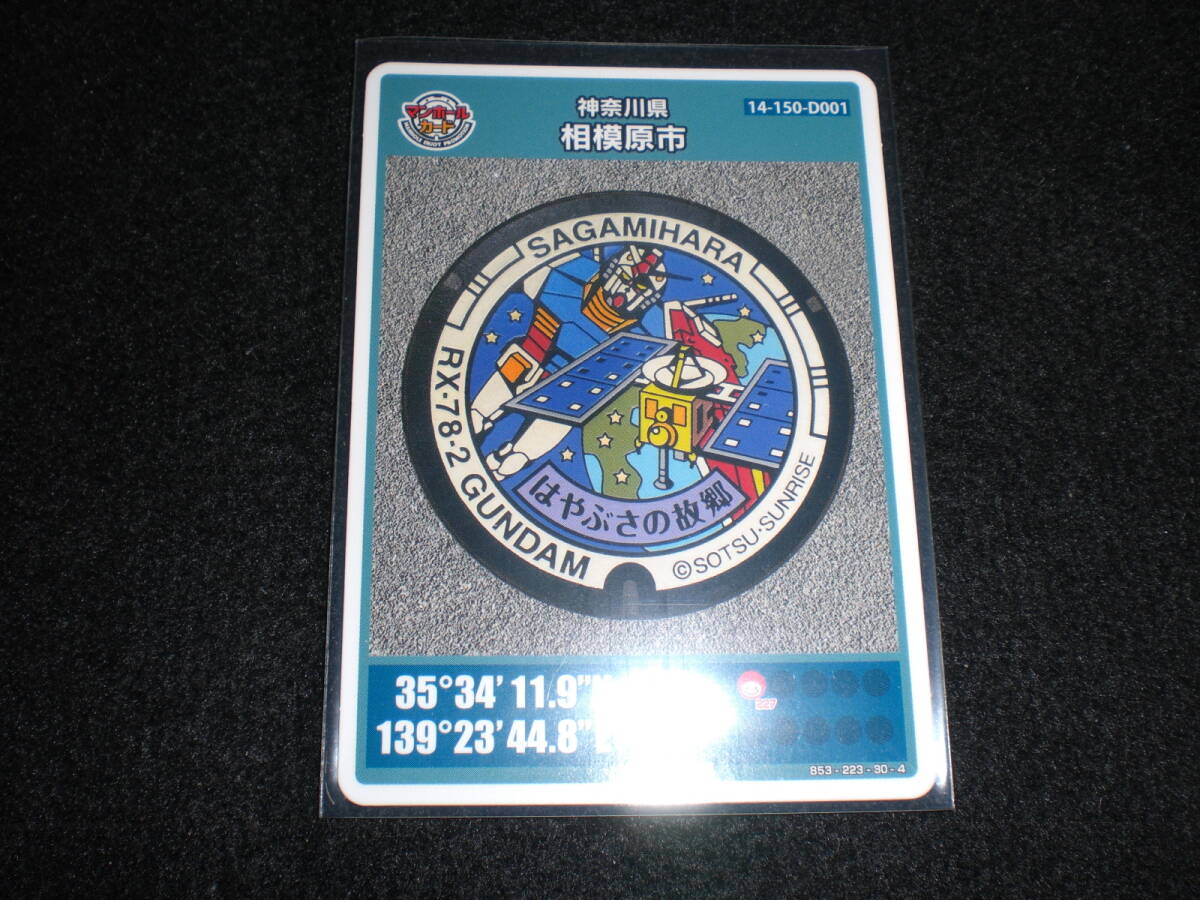 マンホール
カード
神奈川県
相模原市
14-150-D001
SAGAMIHARA
RX-78-2 GUNDAM
はやぶさの故郷
©SOTSU・SUNRISE
35°34'11.9"N
139°23'44.8"E
227
853-223-30-4